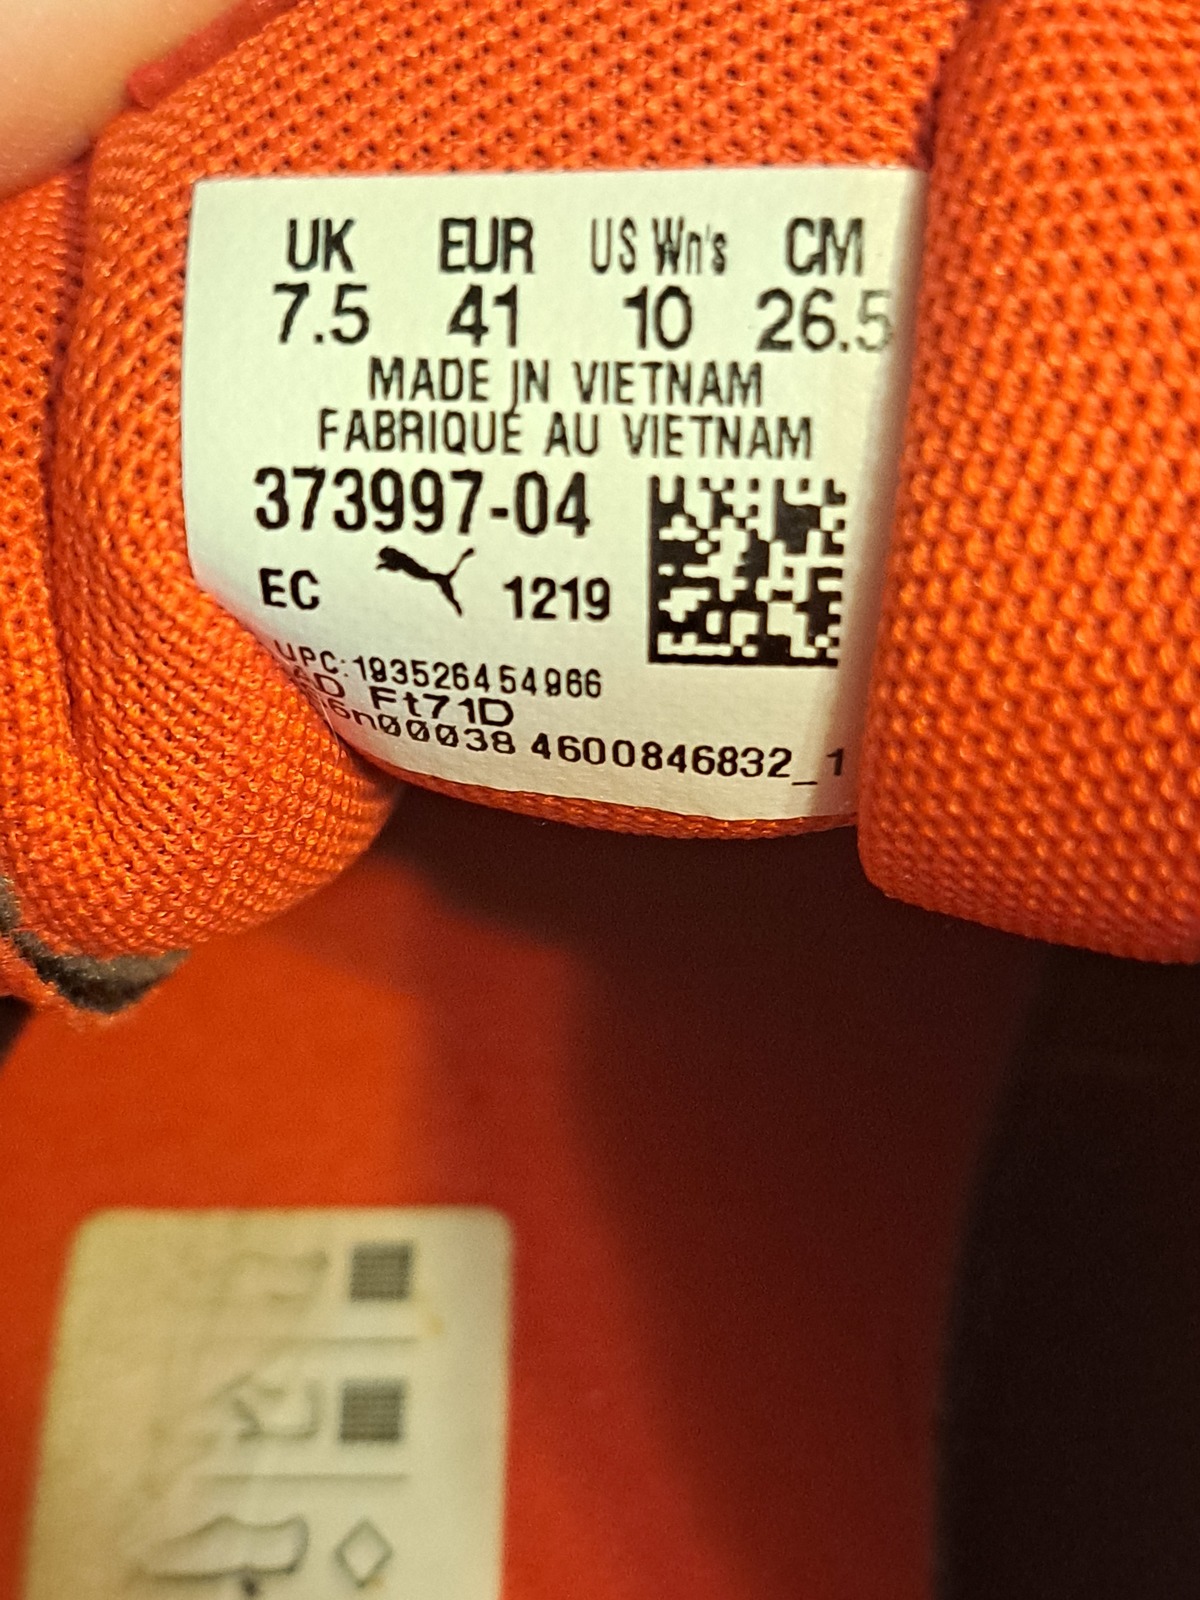 UK EUR US Wn's CM
7.5 41 10 26.5
MADE IN VIETNAM
FABRIQUE AU VIETNAM
373997-04
EC 1219
UPC:193526454966
Ft71D
6n00038 4600846832_1